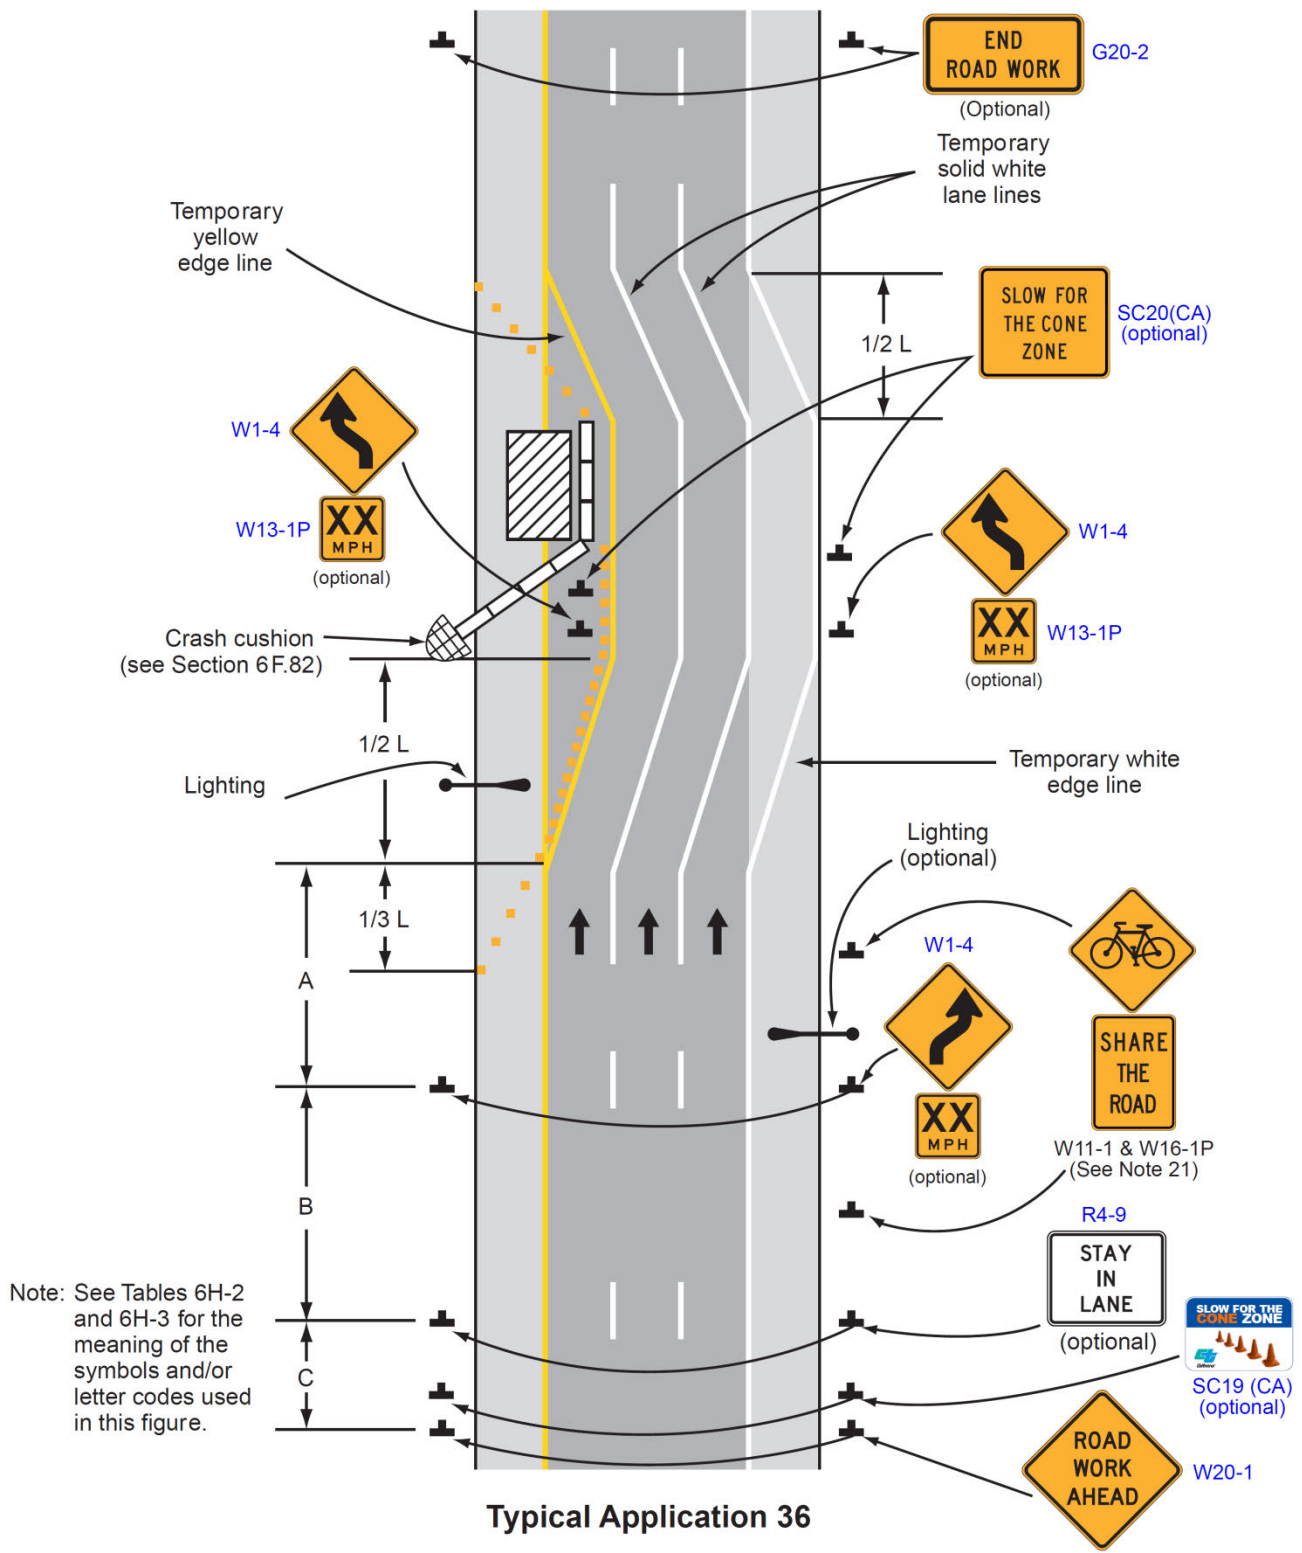 END
ROAD WORK
G20-2
(Optional)
Temporary
solid white
lane lines
Temporary
yellow
edge line
SLOW FOR
THE CONE
ZONE
SC20(CA)
(optional)
1/2 L
W1-4
XX
MPH
W13-1P
(optional)
W1-4
XX
MPH
W13-1P
(optional)
Crash cushion
(see Section 6F.82)
1/2 L
Lighting
Temporary white
edge line
Lighting
(optional)
1/3 L
A
W1-4
XX
MPH
(optional)
SHARE
THE
ROAD
W11-1 & W16-1P
(See Note 21)
B
R4-9
STAY
IN
LANE
(optional)
Note: See Tables 6H-2
and 6H-3 for the
meaning of the
symbols and/or
letter codes used
in this figure.
C
SLOW FOR THE
CONE ZONE
SC19 (CA)
(optional)
ROAD
WORK
AHEAD
W20-1
Typical Application 36